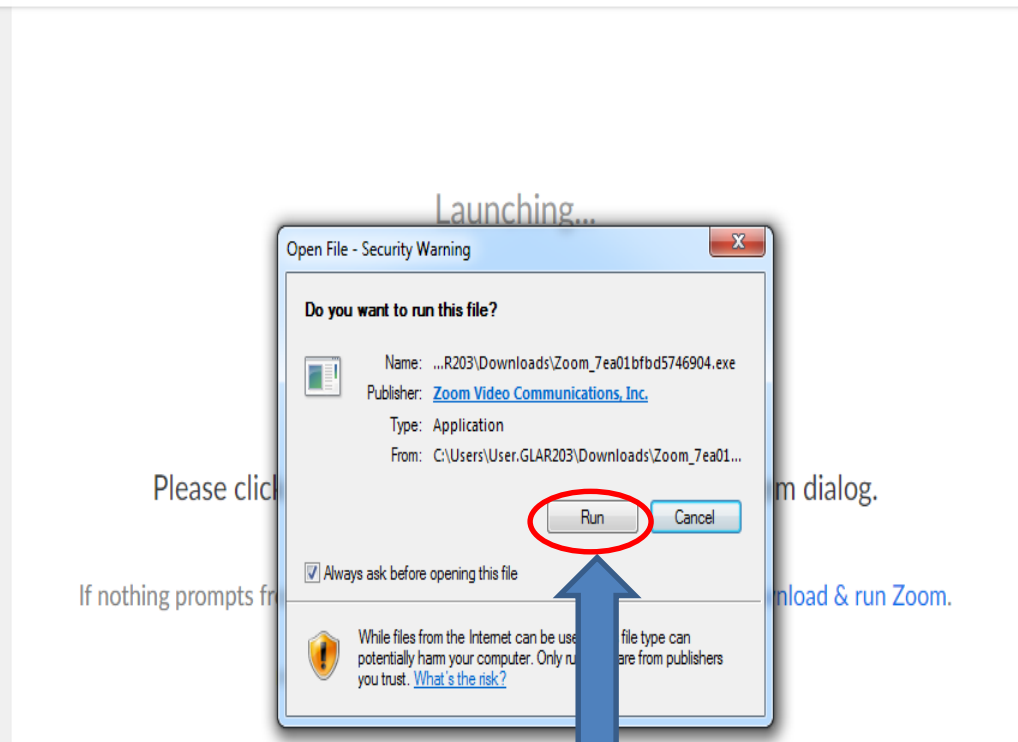 Launching...
Open File - Security Warning
Do you want to run this file?
Name: ...R203\Downloads\Zoom_7ea01bfbd5746904.exe
Publisher: Zoom Video Communications, Inc.
Type: Application
From: C:\Users\User.GLAR203\Downloads\Zoom_7ea01...
Please click m dialog.
Run Cancel
Always ask before opening this file
If nothing prompts nload & run Zoom.
While files from the Internet can be file type can
potentially harm your computer. Only are from publishers
you trust. What's the risk?